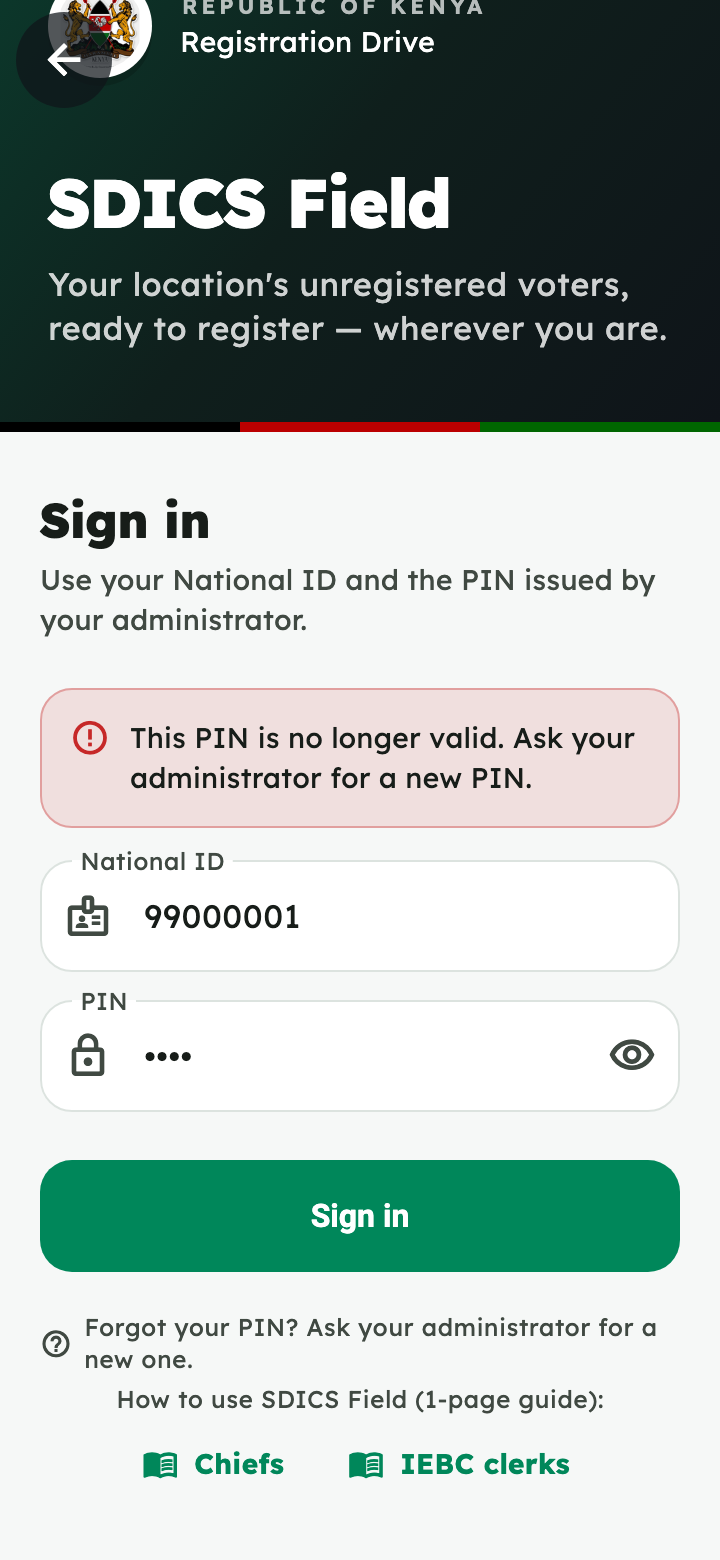 REPUBLIC OF KENYA
Registration Drive
SDICS Field
Your location's unregistered voters,
ready to register — wherever you are.
Sign in
Use your National ID and the PIN issued by
your administrator.
This PIN is no longer valid. Ask your
administrator for a new PIN.
National ID
99000001
PIN
••••
Sign in
Forgot your PIN? Ask your administrator for a
new one.
How to use SDICS Field (1-page guide):
Chiefs
IEBC clerks